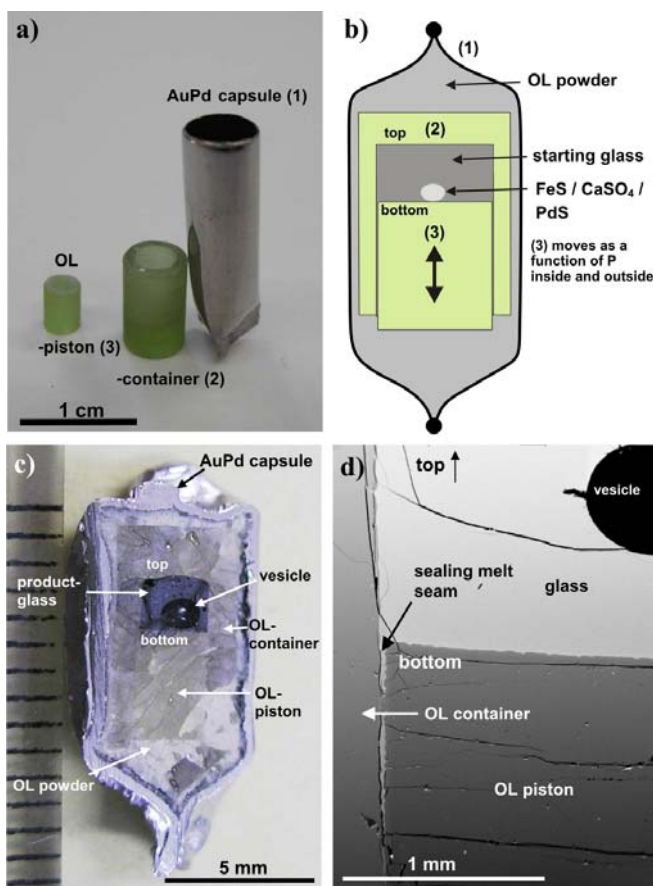 a)
AuPd capsule (1)
OL
-piston (3)
-container (2)
1 cm
b)
(1)
OL powder
top
(2)
starting glass
FeS / CaSO₄ /
PdS
bottom
(3)
(3) moves as a
function of P
inside and outside
c)
AuPd capsule
top
product-
glass
vesicle
bottom
OL-
container
OL-
piston
OL powder
5 mm
d)
top
vesicle
sealing melt
seam
glass
bottom
OL container
OL piston
1 mm